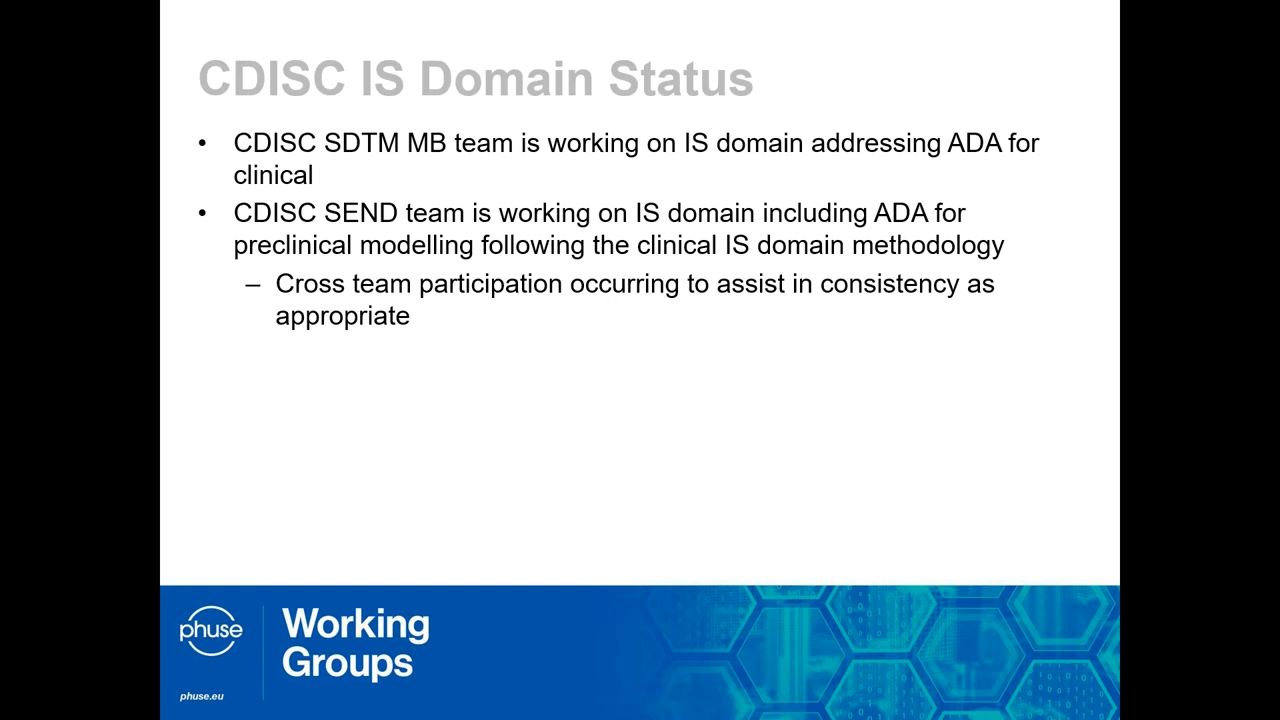 CDISC IS Domain Status
• CDISC SDTM MB team is working on IS domain addressing ADA for
clinical
• CDISC SEND team is working on IS domain including ADA for
preclinical modelling following the clinical IS domain methodology
– Cross team participation occurring to assist in consistency as
appropriate
phuse
Working
Groups
phuse.eu